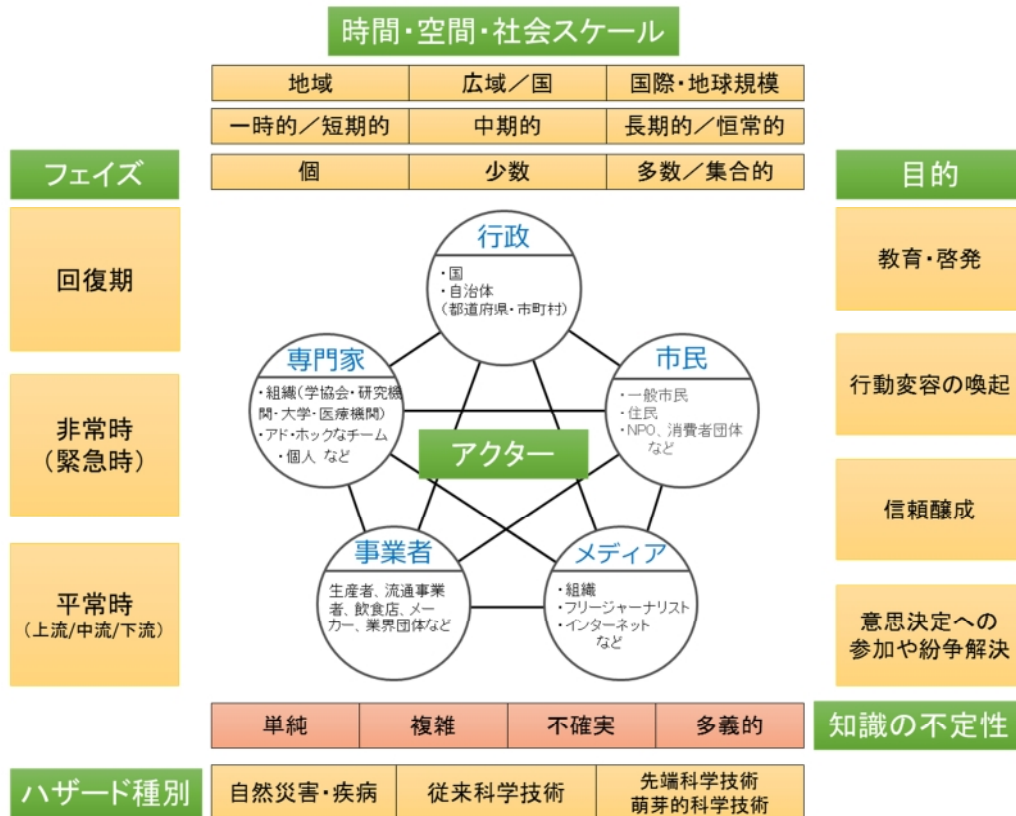 時間・空間・社会スケール
地域 広域／国 国際・地球規模
一時的／短期的 中期的 長期的／恒常的
個 少数 多数／集合的
フェイズ
回復期
非常時
（緊急時）
平常時
（上流/中流/下流）
目的
教育・啓発
行動変容の喚起
信頼醸成
意思決定への
参加や紛争解決
行政
・国
・自治体
（都道府県・市町村）
専門家
・組織（学協会・研究機
関・大学・医療機関）
・アド・ホックなチーム
・個人 など
市民
・一般市民
・住民
・NPO、消費者団体
など
アクター
事業者
生産者、流通事業
者、飲食店、メー
カー、業界団体など
メディア
・組織
・フリージャーナリスト
・インターネット
など
単純 複雑 不確実 多義的
知識の不定性
ハザード種別
自然災害・疾病 従来科学技術
先端科学技術
萌芽的科学技術